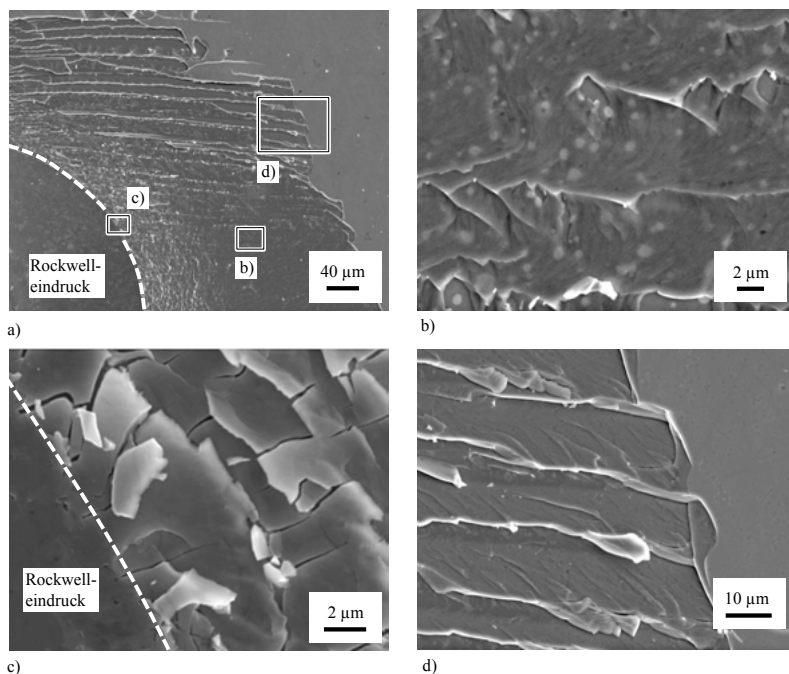 c)
d)
b)
Rockwell-
eindruck
40 µm
a)
2 µm
b)
Rockwell-
eindruck
2 µm
c)
10 µm
d)